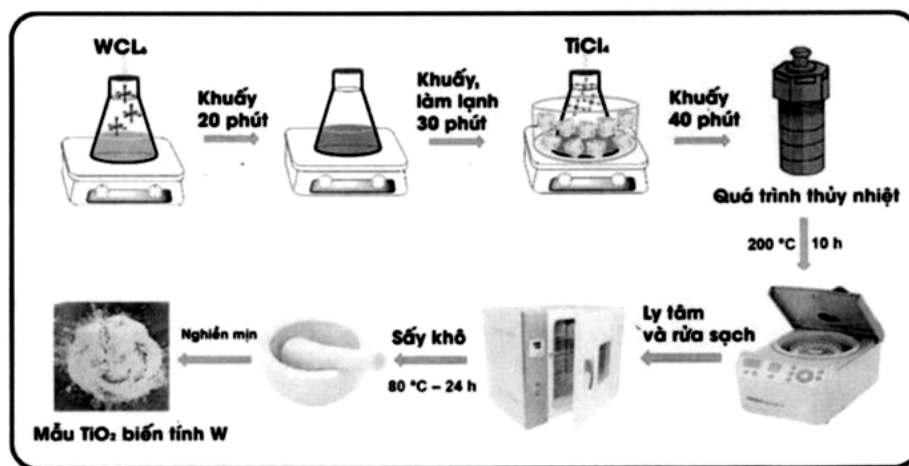 WCL₆
Khuấy
20 phút
Khuấy,
làm lạnh
30 phút
TiCl₄
Khuấy
40 phút
Quá trình thủy nhiệt
200 °C
10 h
Ly tâm
và rửa sạch
Sấy khô
80 °C – 24 h
Nghiền mịn
Mẫu TiO₂ biến tính W